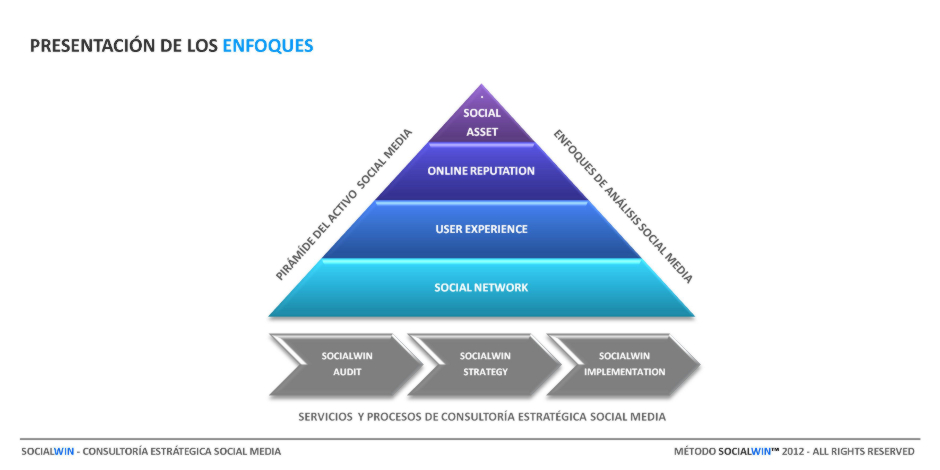 PRESENTACIÓN DE LOS ENFOQUES
SOCIAL
ASSET
PIRÁMÍDE DEL ACTIVO SOCIAL MEDIA
ENFOQUES DE ANÁLISIS SOCIAL MEDIA
ONLINE REPUTATION
USER EXPERIENCE
SOCIAL NETWORK
SOCIALWIN
AUDIT
SOCIALWIN
STRATEGY
SOCIALWIN
IMPLEMENTATION
SERVICIOS Y PROCESOS DE CONSULTORÍA ESTRATÉGICA SOCIAL MEDIA
SOCIALWIN - CONSULTORÍA ESTRÁTEGICA SOCIAL MEDIA
MÉTODO SOCIALWIN™ 2012 - ALL RIGHTS RESERVED